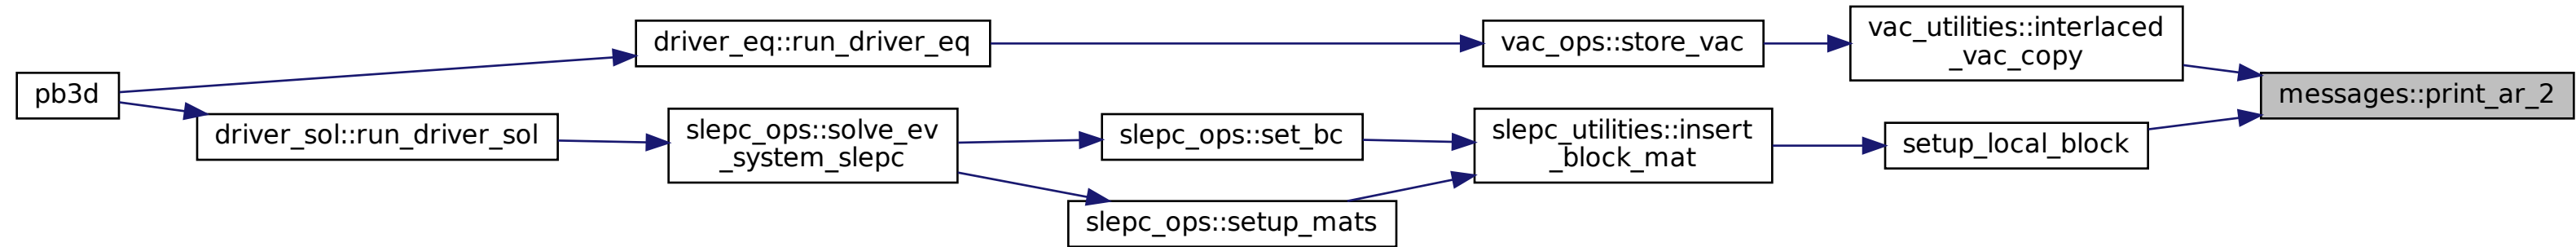 pb3d
driver_eq::run_driver_eq
vac_ops::store_vac
vac_utilities::interlaced
_vac_copy
messages::print_ar_2
driver_sol::run_driver_sol
slepc_ops::solve_ev
_system_slepc
slepc_ops::set_bc
slepc_utilities::insert
_block_mat
setup_local_block
slepc_ops::setup_mats